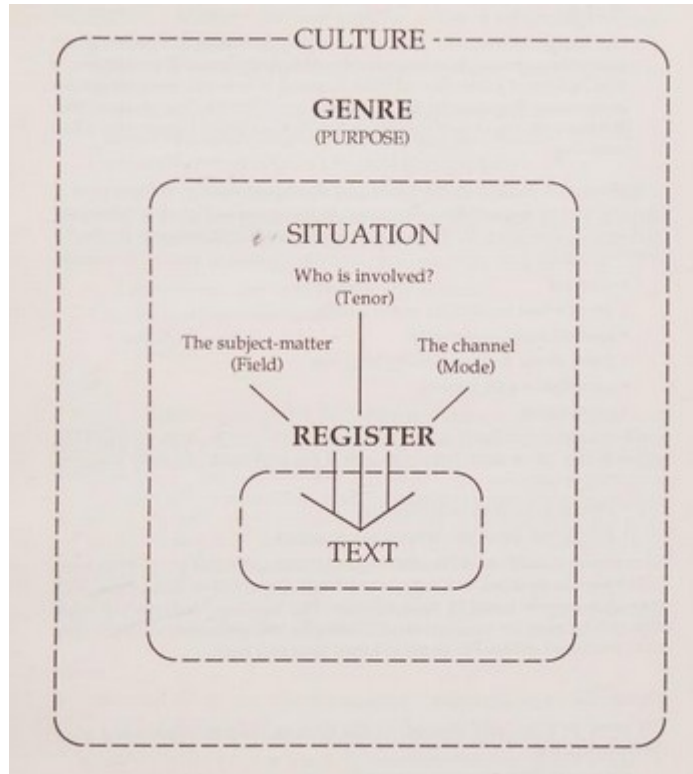 CULTURE
GENRE
(PURPOSE)
SITUATION
Who is involved?
(Tenor)
The subject-matter
(Field)
The channel
(Mode)
REGISTER
TEXT